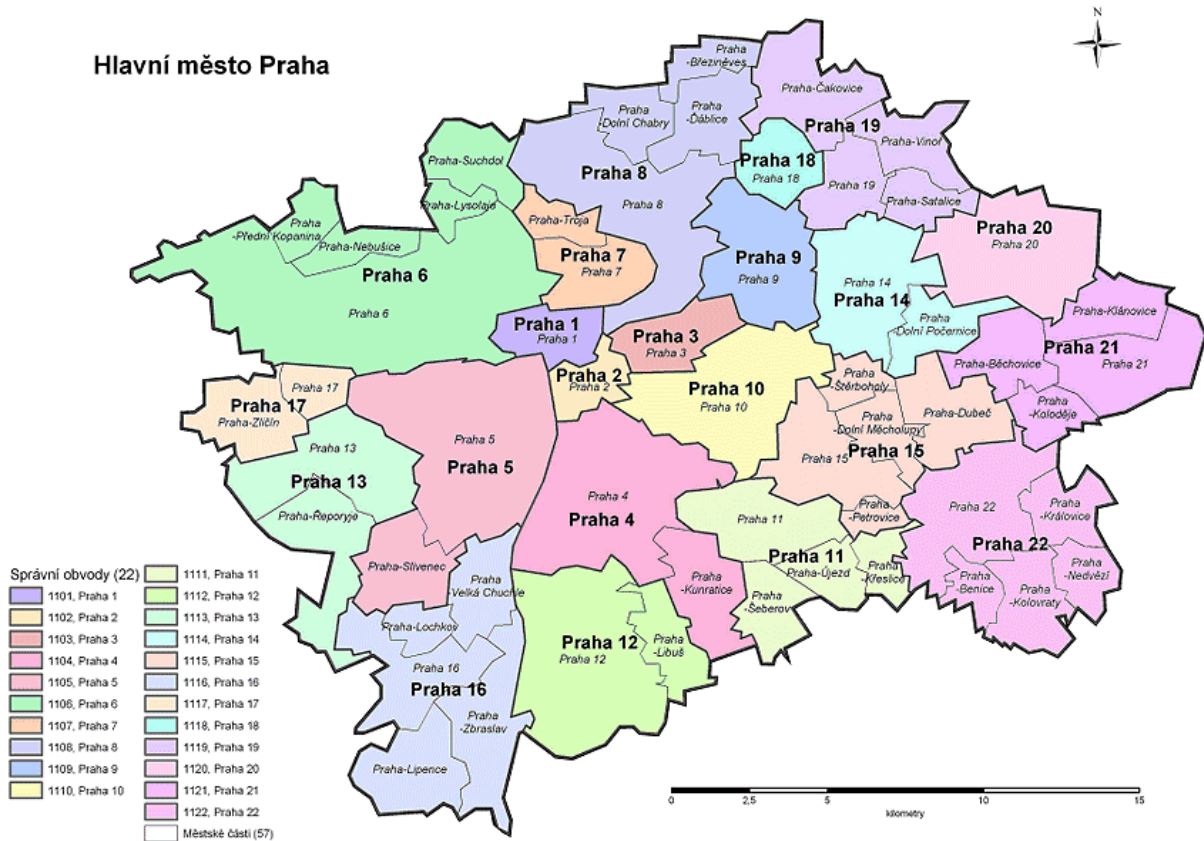 N
Hlavní město Praha
Praha
-Březiněves
Praha-Čakovice
Praha
-Dolní Chabry
Praha
-Ďáblice
Praha 19
Praha-Vinoř
Praha-Suchdol
Praha 8
Praha 18
Praha 18
Praha 19
Praha-Satalice
Praha-Lysolaje
Praha 8
Praha-Troja
Praha
-Přední Kopanina
Praha-Nebušice
Praha 20
Praha 20
Praha 6
Praha 7
Praha 7
Praha 9
Praha 9
Praha 14
Praha 14
Praha 6
Praha-Klánovice
Praha 1
Praha 1
Praha 3
Praha 3
Praha
-Dolní Počernice
Praha 21
Praha 21
Praha-Běchovice
Praha 2
Praha 2
Praha 10
Praha 10
Praha
-Štěrboholy
Praha 17
Praha 17
Praha-Zličín
Praha
-Koloděje
Praha-Dubeč
Praha
-Dolní Měcholupy
Praha 13
Praha 5
Praha 5
Praha 15
Praha 15
Praha 13
Praha-Řeporyje
Praha 4
Praha 4
Praha
-Petrovice
Praha 22
Praha
-Královice
Praha 11
Praha 22
Praha 11
Praha-Újezd
Praha
-Křeslice
Praha
-Nedvězí
Praha-Slivenec
Praha
-Velká Chuchle
Praha
-Kunratice
Praha
-Šeberov
Praha
-Benice
Praha
-Kolovraty
Praha-Lochkov
Praha 12
Praha 12
Praha
-Libuš
Praha 16
Praha 16
Praha
-Zbraslav
Praha-Lipence
Správní obvody (22)
1101, Praha 1
1102, Praha 2
1103, Praha 3
1104, Praha 4
1105, Praha 5
1106, Praha 6
1107, Praha 7
1108, Praha 8
1109, Praha 9
1110, Praha 10
1111, Praha 11
1112, Praha 12
1113, Praha 13
1114, Praha 14
1115, Praha 15
1116, Praha 16
1117, Praha 17
1118, Praha 18
1119, Praha 19
1120, Praha 20
1121, Praha 21
1122, Praha 22
Městské části (57)
0 2,5 5 10 15
kilometry